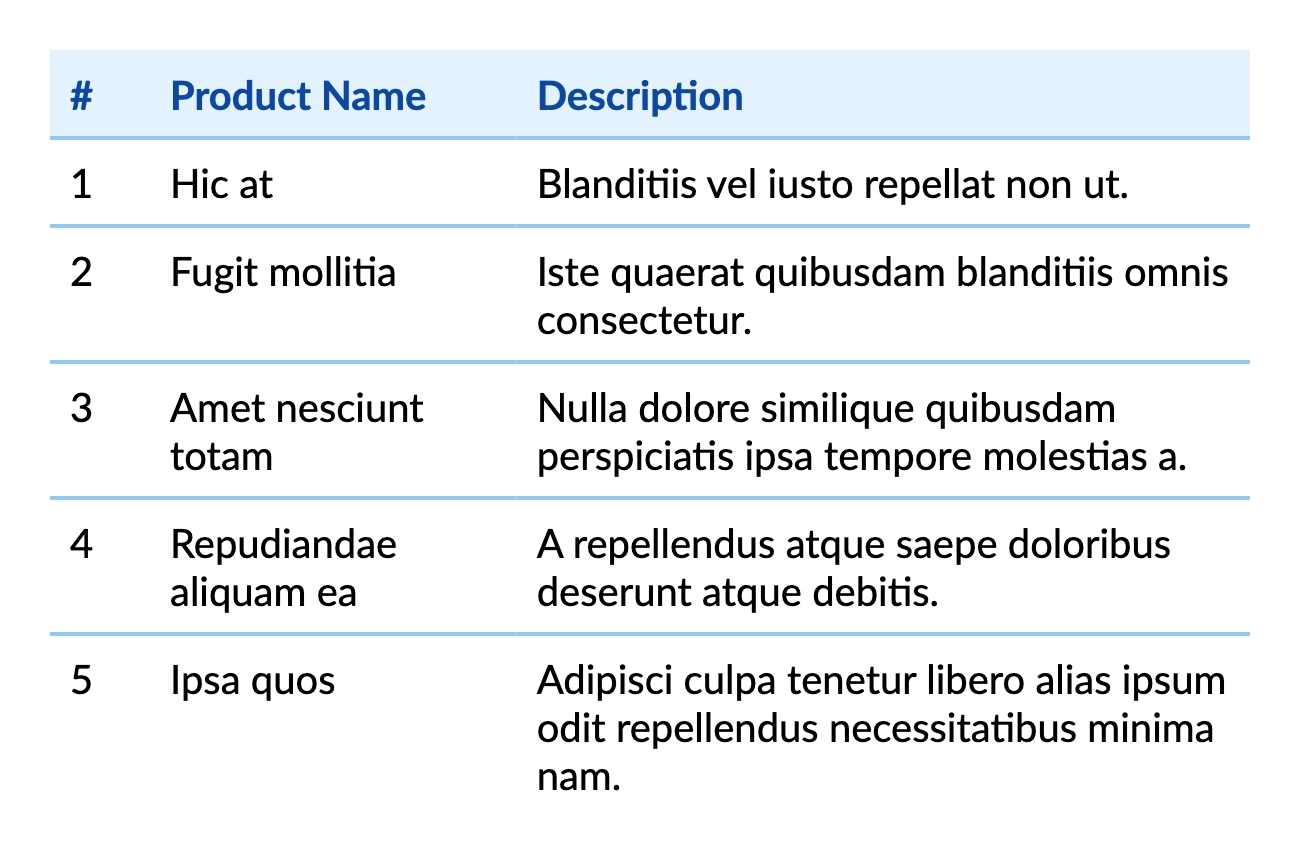 # Product Name Description
1 Hic at Blanditiis vel iusto repellat non ut.
2 Fugit mollitia Iste quaerat quibusdam blanditiis omnis
consectetur.
3 Amet nesciunt Nulla dolore similique quibusdam
totam perspiciatis ipsa tempore molestias a.
4 Repudiandae A repellendus atque saepe doloribus
aliquam ea deserunt atque debitis.
5 Ipsa quos Adipisci culpa tenetur libero alias ipsum
odit repellendus necessitatibus minima
nam.